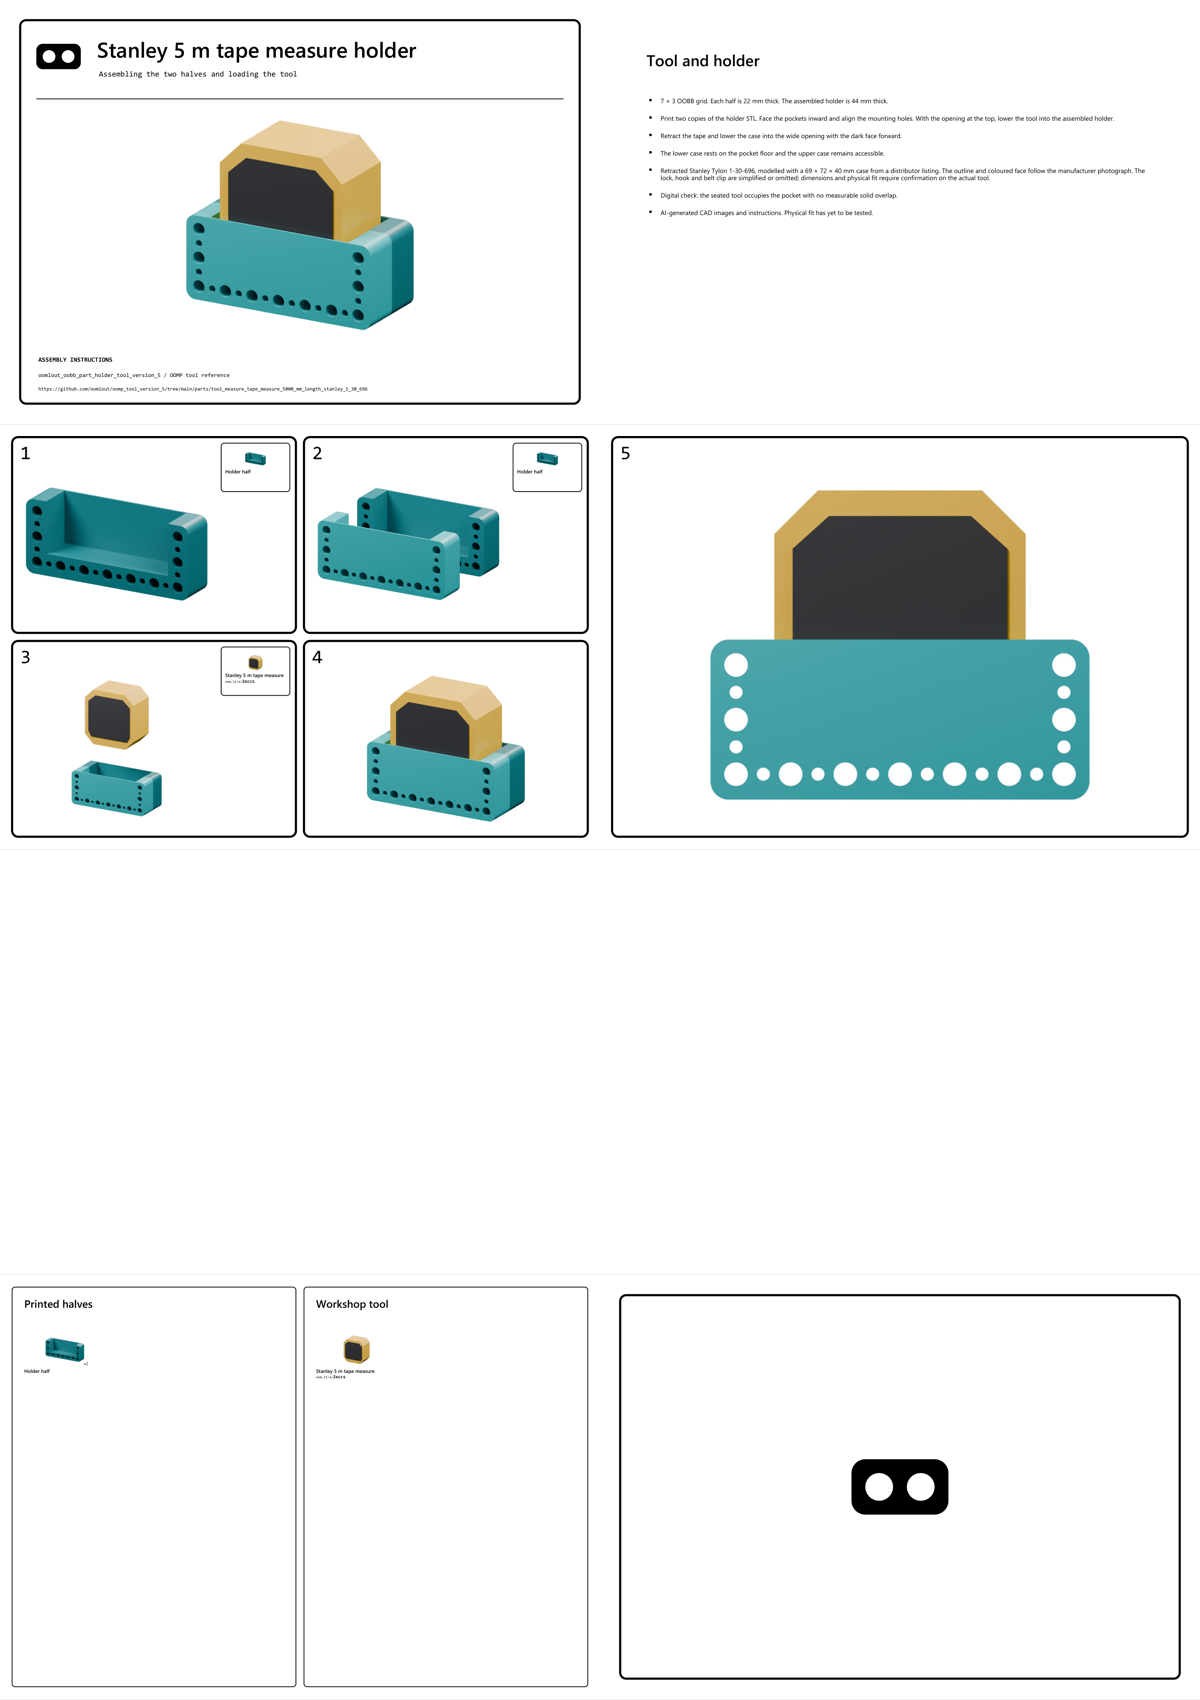 Stanley 5 m tape measure holder
Assembling the two halves and loading the tool
ASSEMBLY INSTRUCTIONS
oomlout_oobb_part_holder_tool_version_5 / OOMP tool reference
https://github.com/oomlout/oomp_tool_version_5/tree/main/parts/tool_measure_tape_measure_5000_mm_length_stanley_1_30_696
Tool and holder
• 7 × 3 OOBB grid. Each half is 22 mm thick. The assembled holder is 44 mm thick.
• Print two copies of the holder STL. Face the pockets inward and align the mounting holes. With the opening at the top, lower the tool into the assembled holder.
• Retract the tape and lower the case into the wide opening with the dark face forward.
• The lower case rests on the pocket floor and the upper case remains accessible.
• Retracted Stanley Tylon 1-30-696, modelled with a 69 × 72 × 40 mm case from a distributor listing. The outline and coloured face follow the manufacturer photograph. The
lock, hook and belt clip are simplified or omitted; dimensions and physical fit require confirmation on the actual tool.
• Digital check: the seated tool occupies the pocket with no measurable solid overlap.
• AI-generated CAD images and instructions. Physical fit has yet to be tested.
1
Holder half
2
Holder half
3
Stanley 5 m tape measure
4
5
Printed halves
x2
Holder half
Workshop tool
Stanley 5 m tape measure